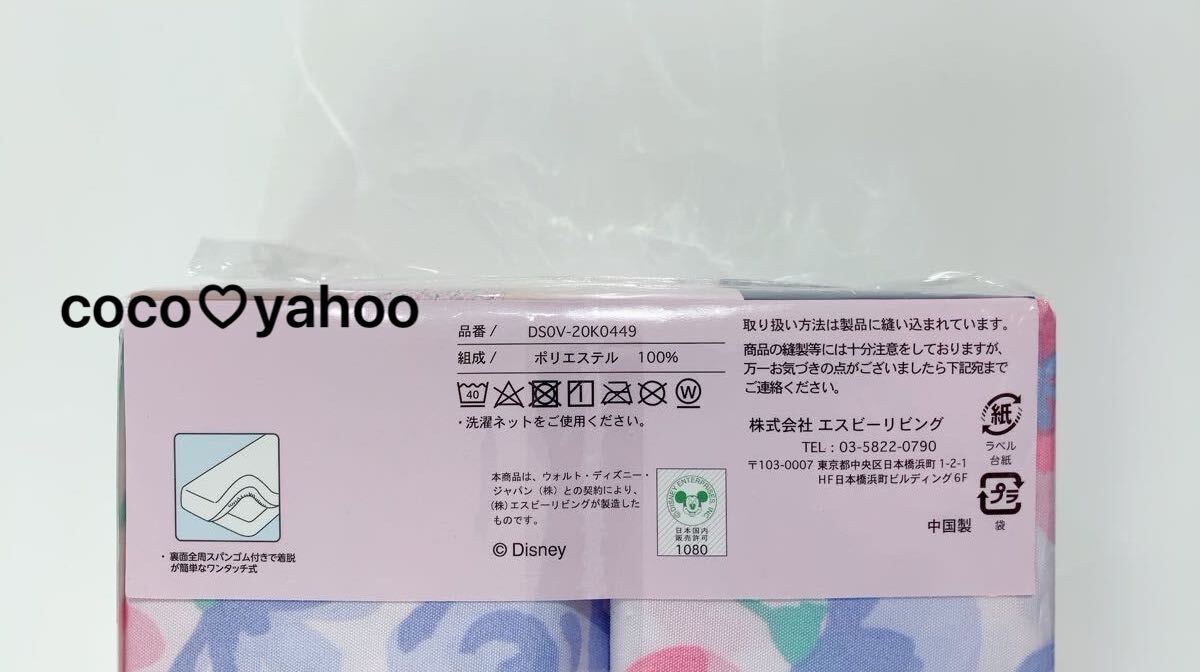 coco♡yahoo
品番 / DS0V-20K0449
組成 / ポリエステル 100%
40
W
・洗濯ネットをご使用ください。
取り扱い方法は製品に縫い込まれています。
商品の縫製等には十分注意をしておりますが、
万一お気づきの点がございましたら下記宛まで
ご連絡ください。
株式会社 エスビーリビング
TEL : 03-5822-0790
〒103-0007 東京都中央区日本橋浜町 1-2-1
HF日本橋浜町ビルディング 6F
中国製
紙
ラベル
台紙
プラ
袋
本商品は、ウォルト・ディズニー・
ジャパン（株）との契約により、
(株)エスビーリビングが製造した
ものです。
© Disney
©DISNEY ENTERPRISES INC
日本国内
販売許可
1080
・裏面全周スパンゴム付きで着脱
が簡単なワンタッチ式